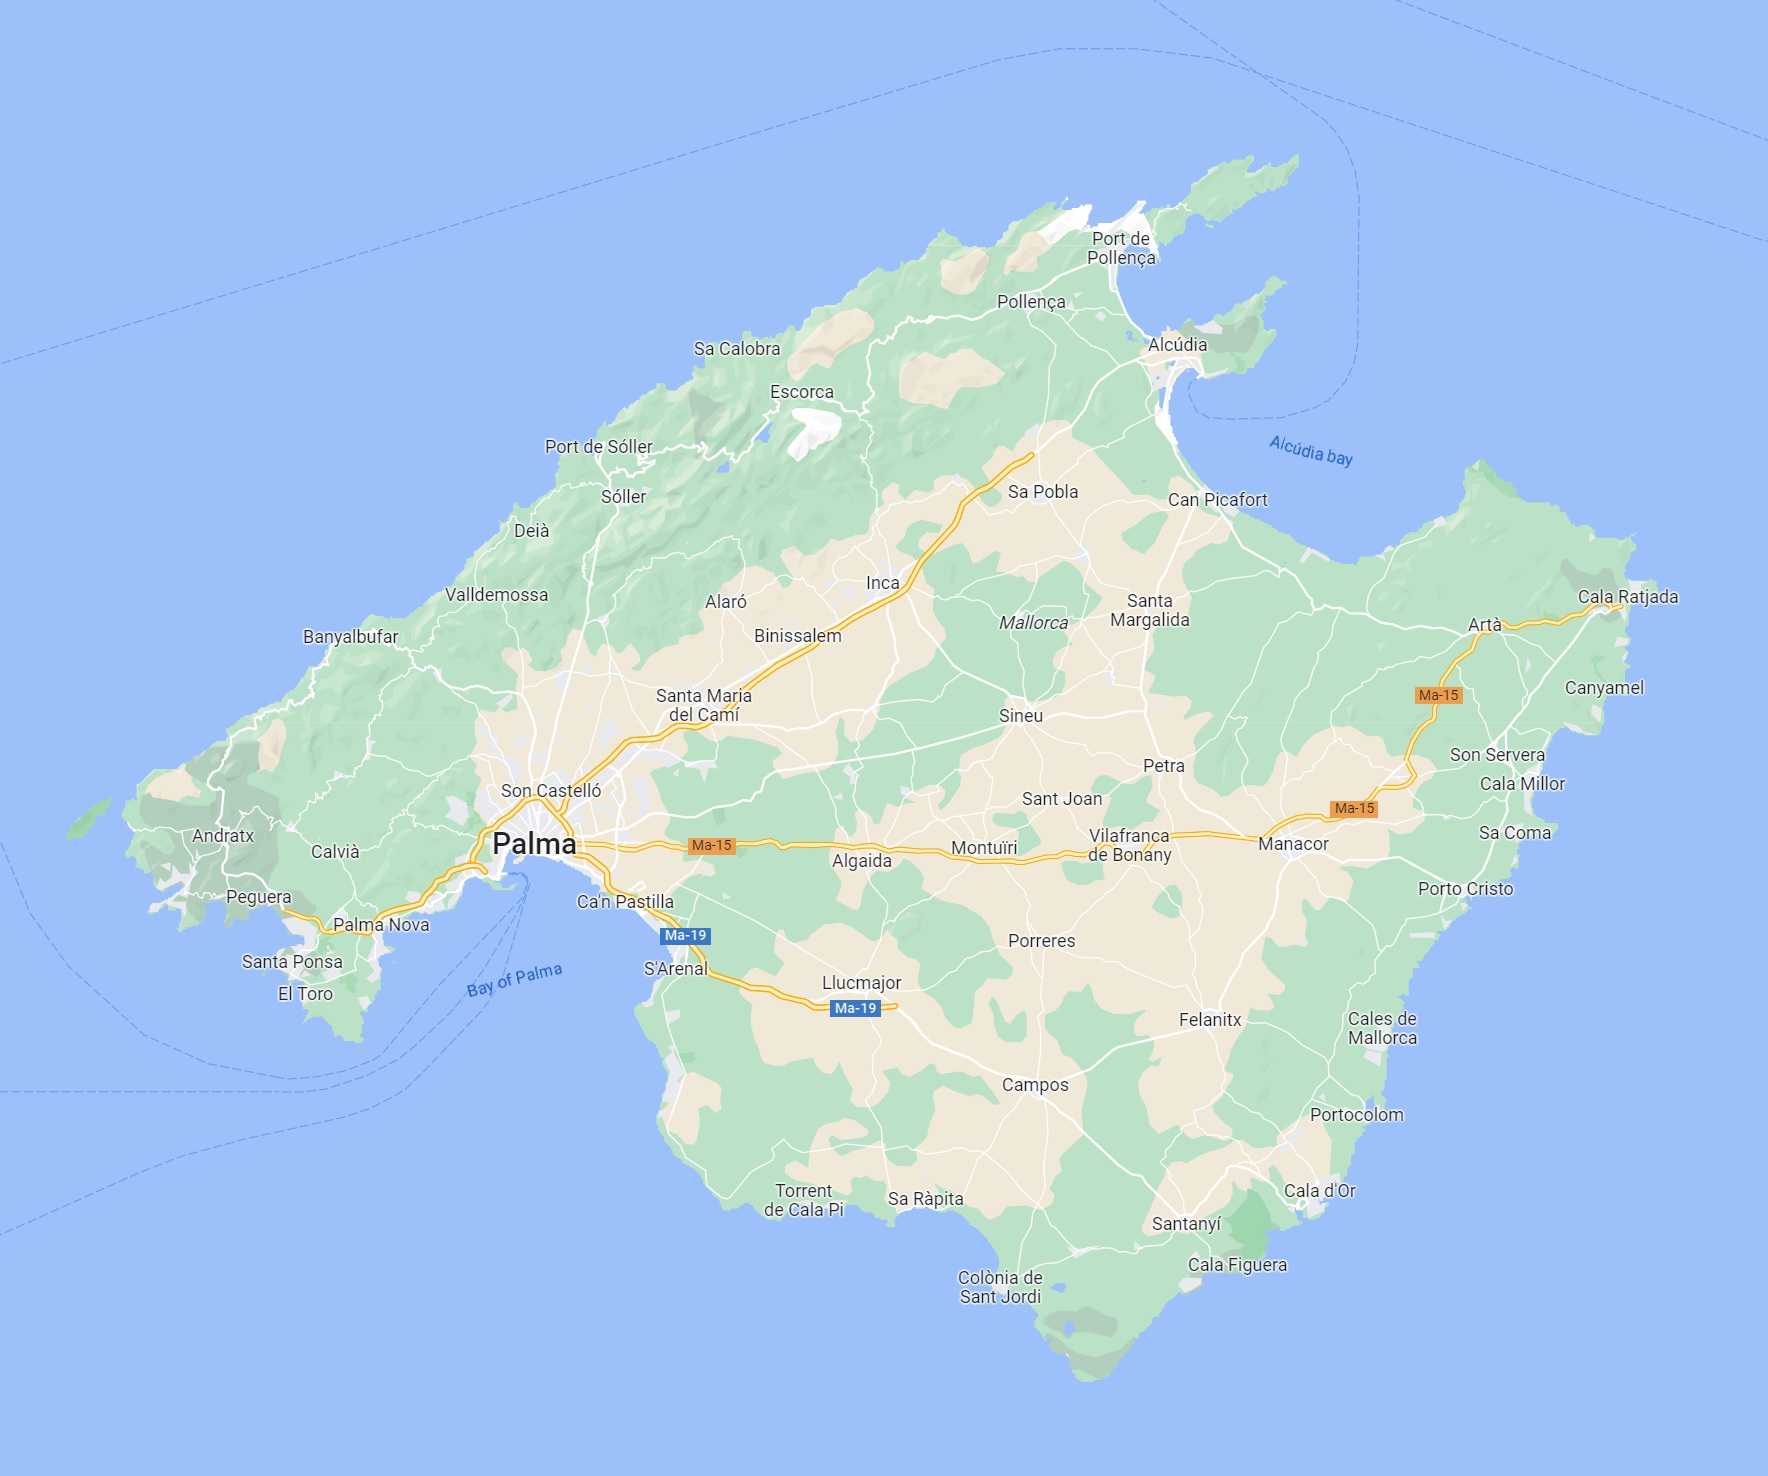 Port de
Pollença
Pollença
Alcúdia
Sa Calobra
Escorca
Port de Sóller
Alcúdia bay
Sóller
Sa Pobla
Can Picafort
Deià
Inca
Valldemossa
Alaró
Cala Ratjada
Santa
Margalida
Mallorca
Artà
Banyalbufar
Binissalem
Canyamel
Ma-15
Santa Maria
del Camí
Sineu
Son Servera
Petra
Cala Millor
Son Castelló
Sant Joan
Ma-15
Sa Coma
Andratx
Palma
Ma-15
Vilafranca
de Bonany
Calvià
Algaida
Montuïri
Manacor
Porto Cristo
Peguera
Ca'n Pastilla
Palma Nova
Ma-19
Porreres
Santa Ponsa
S'Arenal
Bay of Palma
Llucmajor
El Toro
Ma-19
Felanitx
Cales de
Mallorca
Campos
Portocolom
Torrent
de Cala Pi
Sa Ràpita
Cala d'Or
Santanyí
Cala Figuera
Colònia de
Sant Jordi